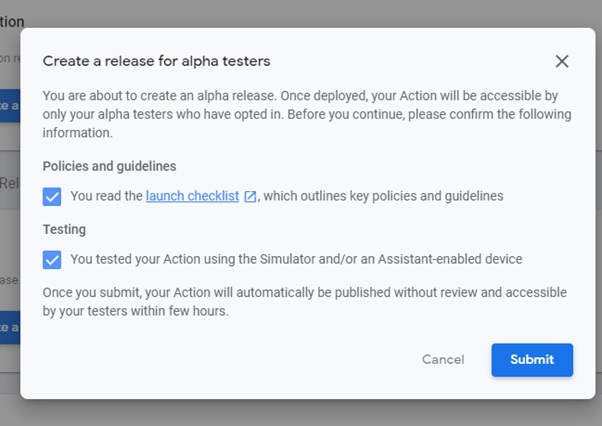 tion
Create a release for alpha testers
You are about to create an alpha release. Once deployed, your Action will be accessible by
only your alpha testers who have opted in. Before you continue, please confirm the following
information.
Policies and guidelines
You read the launch checklist, which outlines key policies and guidelines
Testing
You tested your Action using the Simulator and/or an Assistant-enabled device
Once you submit, your Action will automatically be published without review and accessible
by your testers within few hours.
Cancel Submit